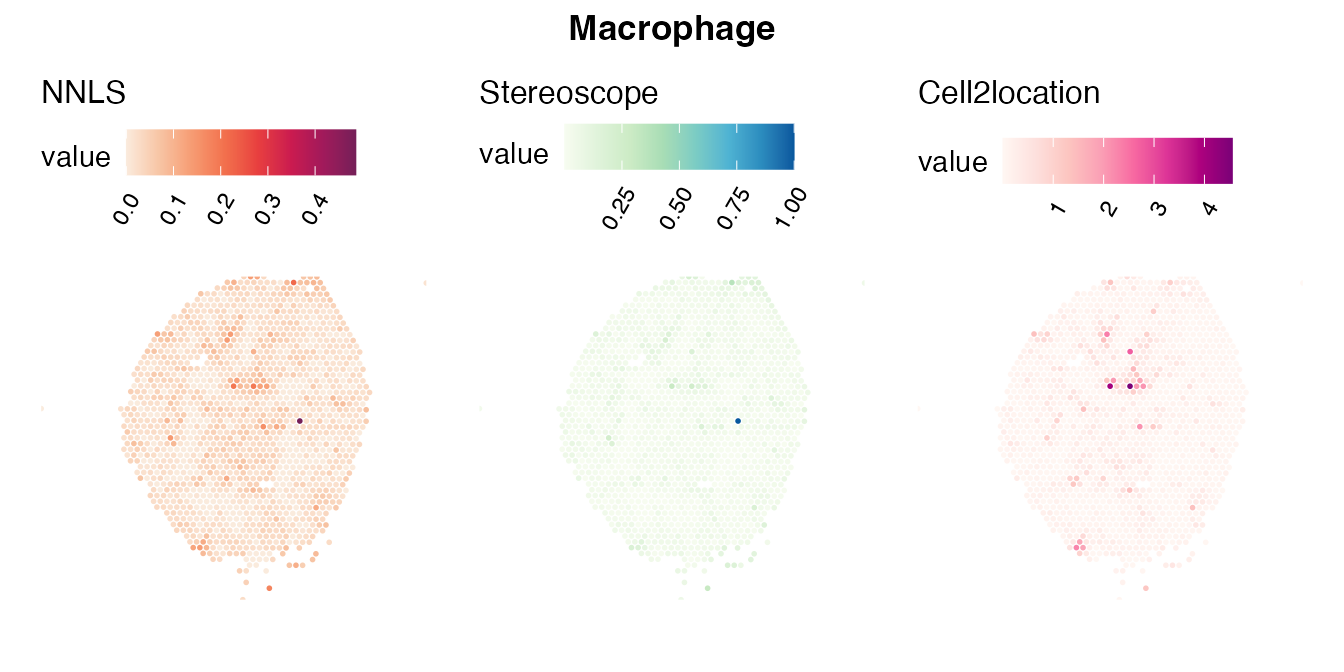 Macrophage
NNLS
value
0.0 0.1 0.2 0.3 0.4
Stereoscope
value
0.25 0.50 0.75 1.00
Cell2location
value
1 2 3 4